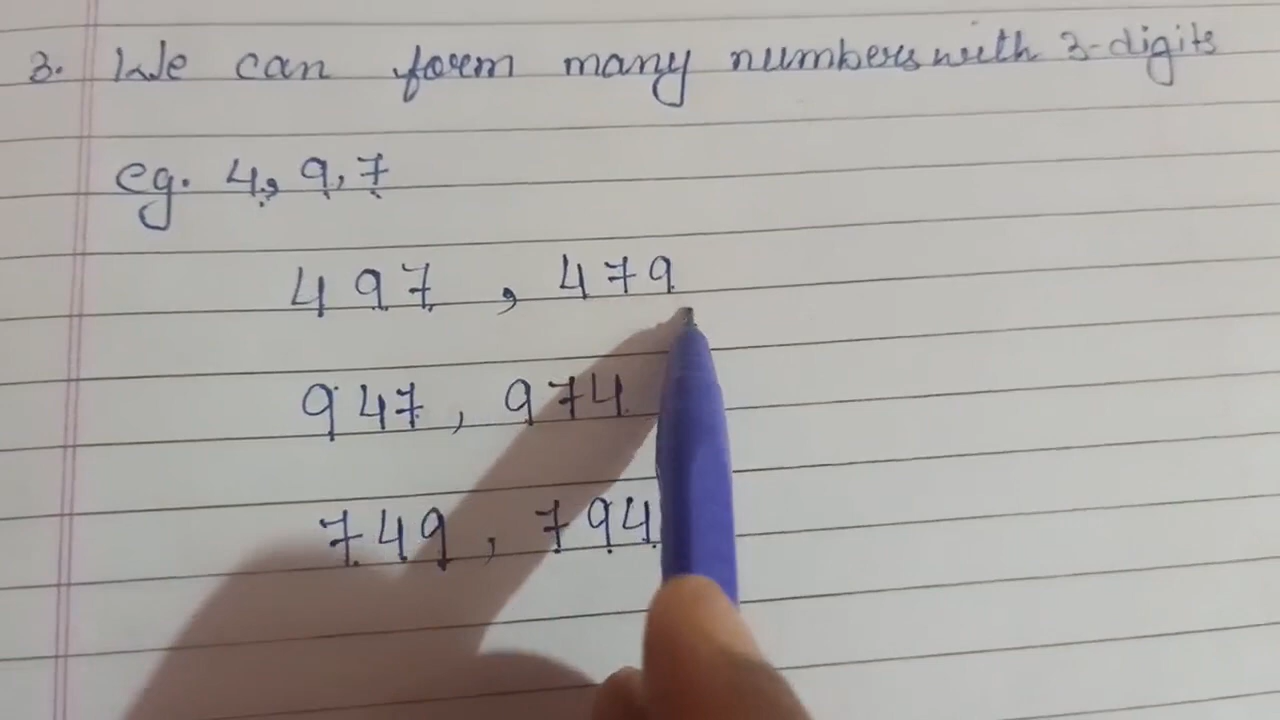 3. We can form many numbers with 3-digits
eg. 4, 9, 7
497, 479
947, 974
749, 794